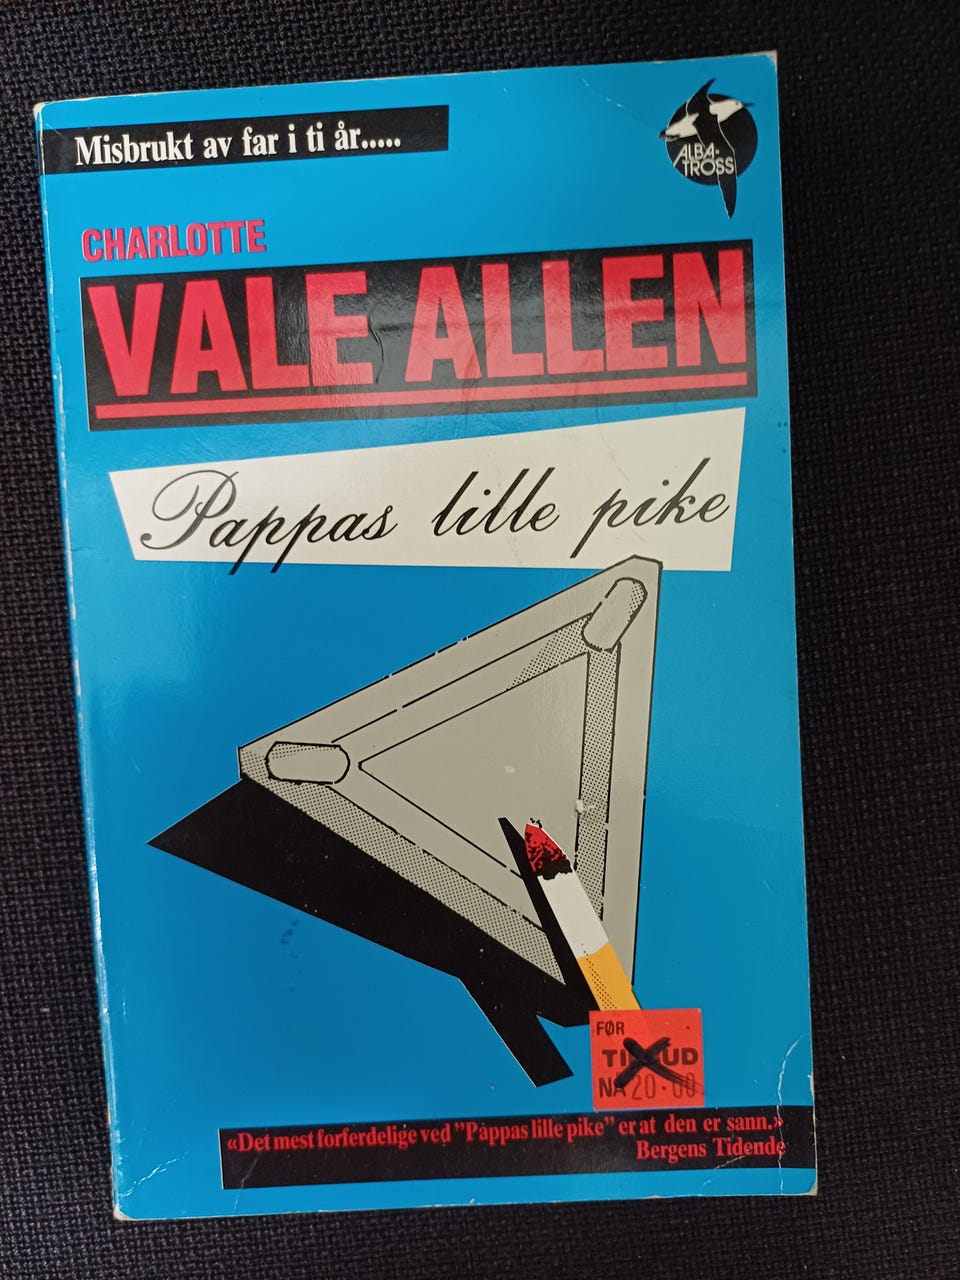 Misbrukt av far i ti år.....
ALBA-
TROSS
CHARLOTTE
VALE ALLEN
Pappas lille pike
FØR
NÅ 20.00
«Det mest forferdelige ved "Pappas lille pike" er at den er sann.»
Bergens Tidende